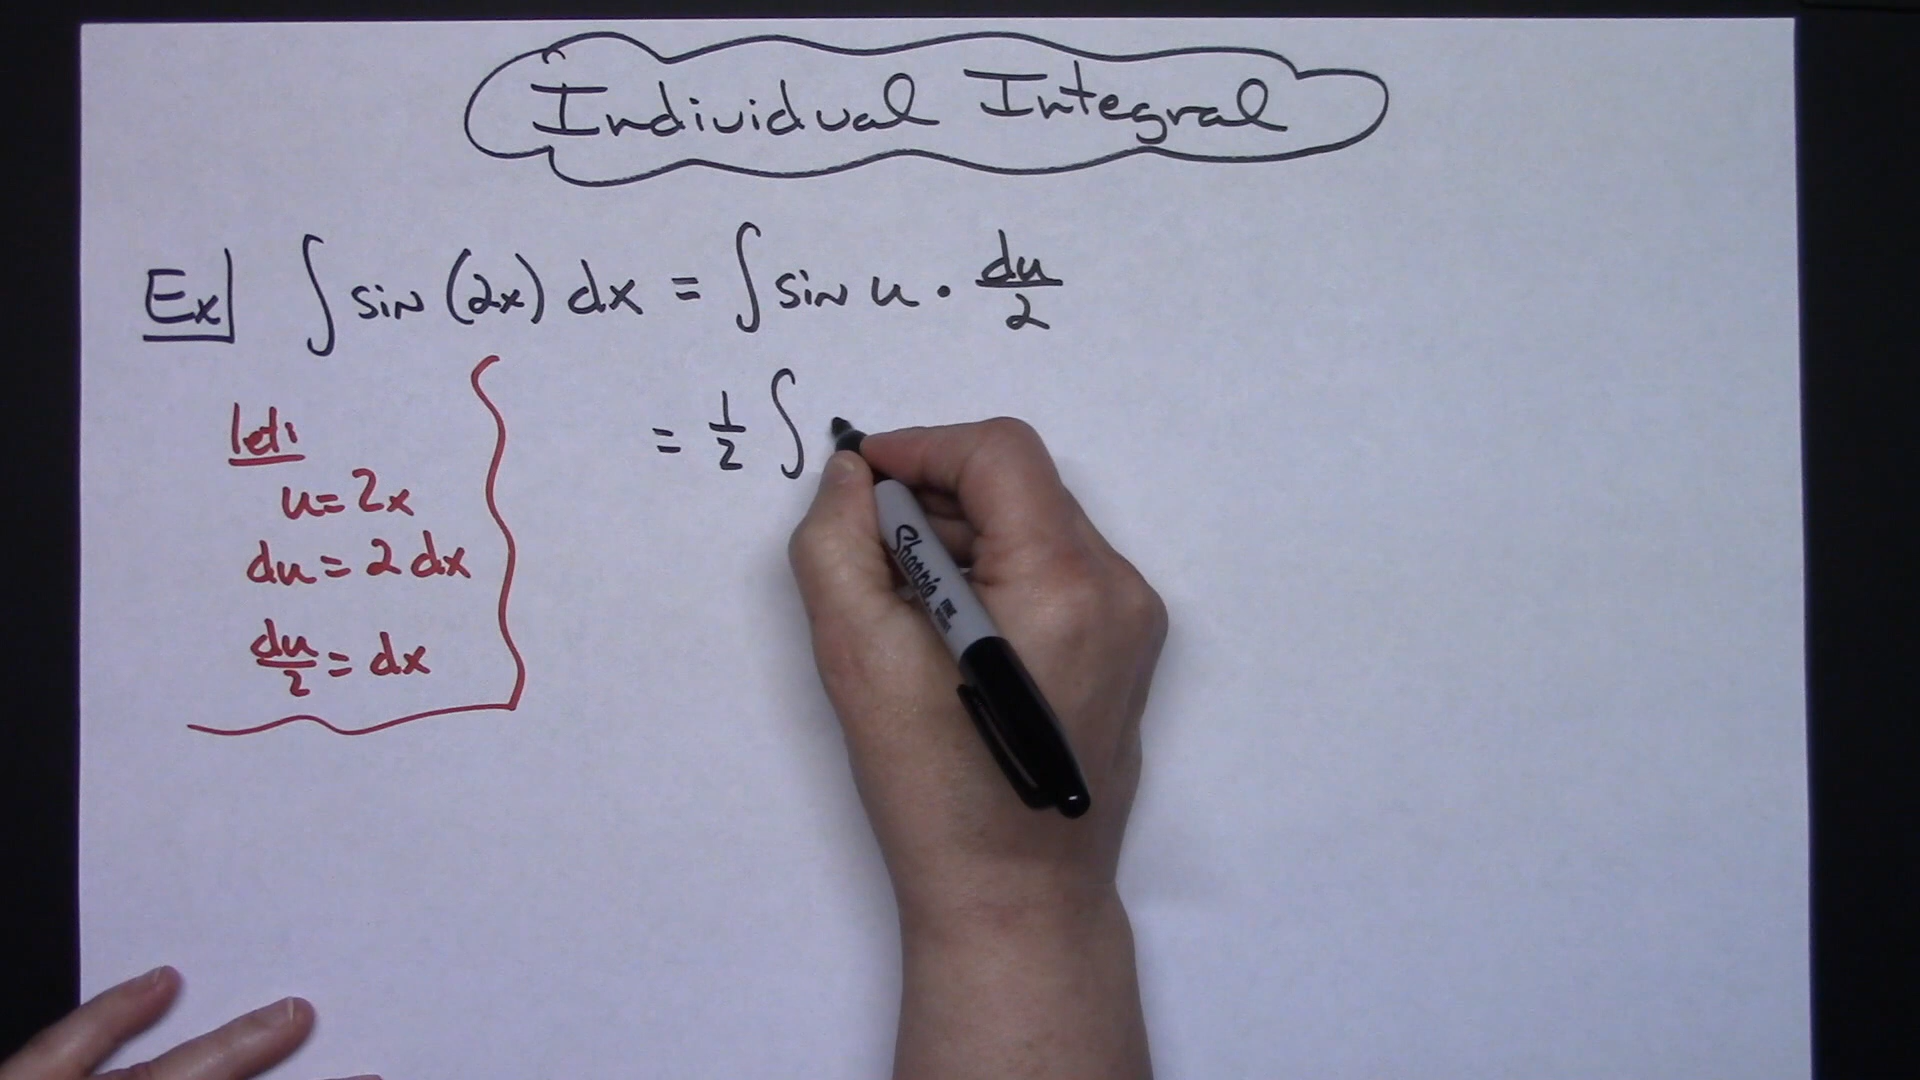 Individual Integral
Ex ∫ sin (2x) dx = ∫ sin u · du/2
= 1/2 ∫
let:
u = 2x
du = 2 dx
du/2 = dx
Sharpie